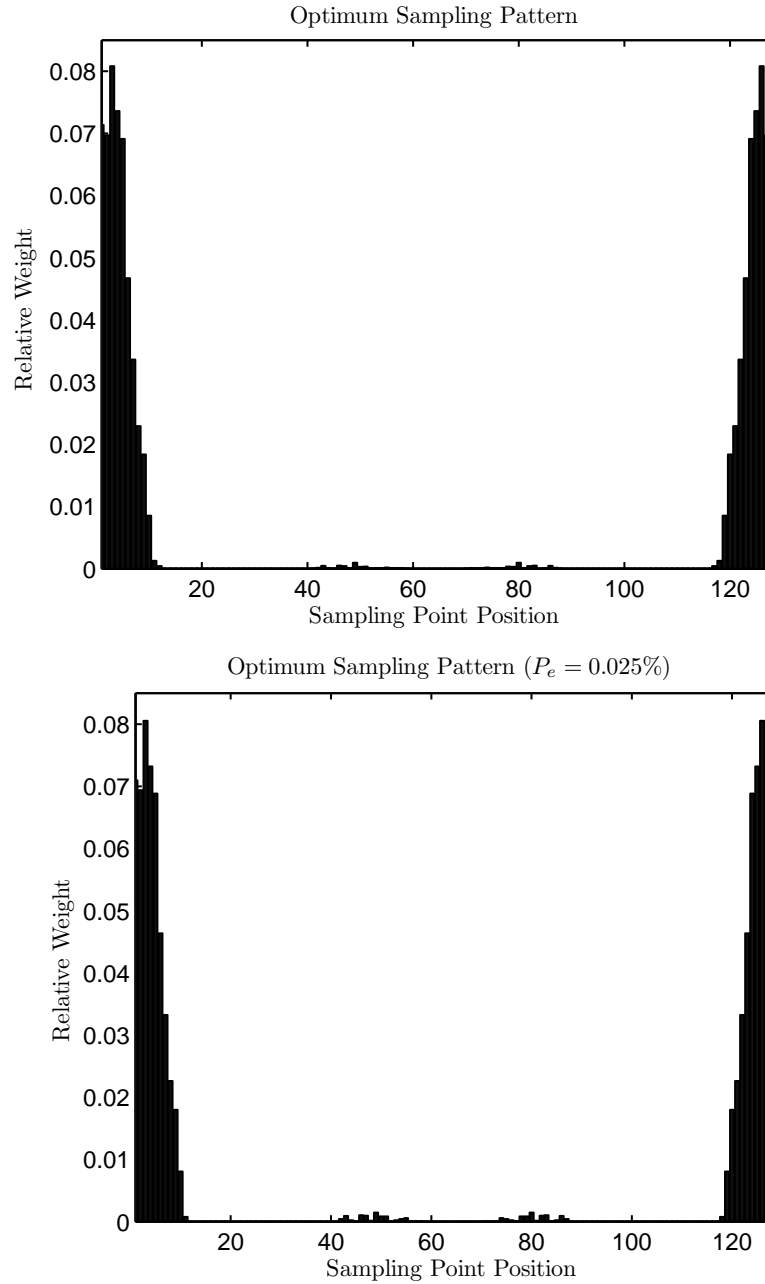 Optimum Sampling Pattern
0.08
0.07
0.06
0.05
0.04
0.03
0.02
0.01
0
Relative Weight
20 40 60 80 100 120
Sampling Point Position
Optimum Sampling Pattern (Pₑ = 0.025%)
0.08
0.07
0.06
0.05
0.04
0.03
0.02
0.01
0
Relative Weight
20 40 60 80 100 120
Sampling Point Position